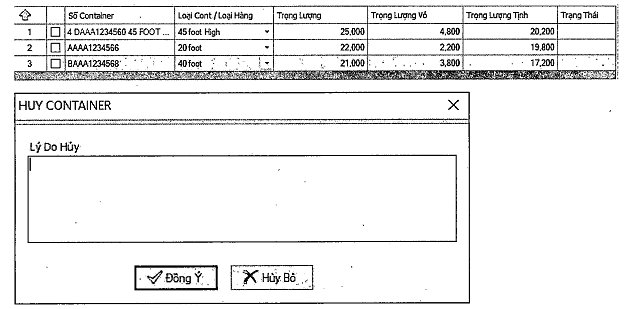 Số Container Loại Cont / Loại Hàng Trọng Lượng Trọng Lượng Vỏ Trọng Lượng Tịnh Trạng Thái
1 4 DAAA1234560 45 FOOT ... 45 foot High 25,000 4,800 20,200
2 AAAA1234566 20 foot 22,000 2,200 19,800
3 BAAA1234568 40 foot 21,000 3,800 17,200
HUY CONTAINER
Lý Do Hủy
Đồng Ý Hủy Bỏ